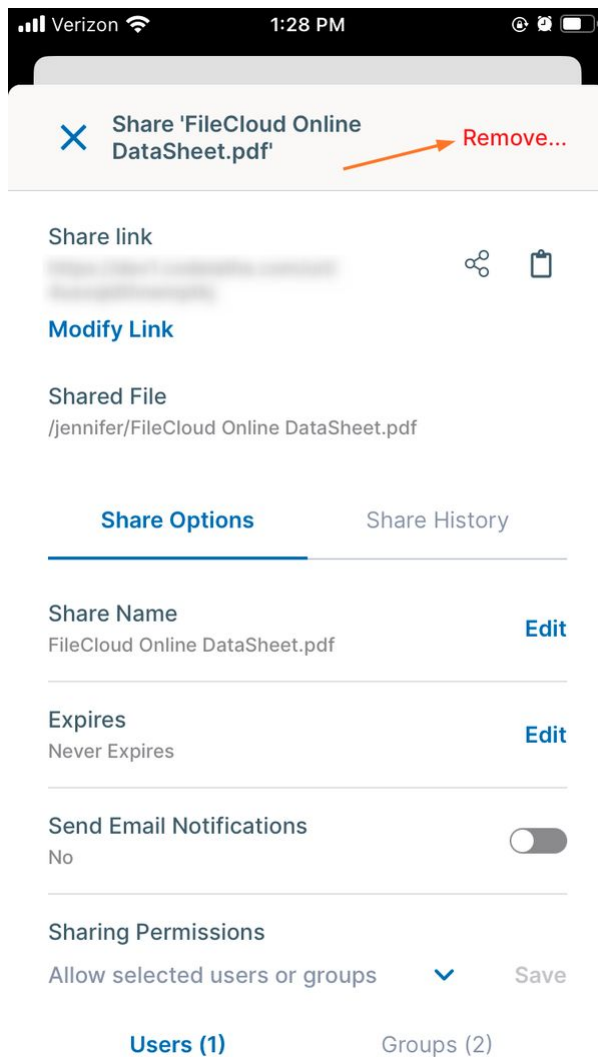 Verizon 1:28 PM
Share 'FileCloud Online
DataSheet.pdf'
Remove...
Share link
Modify Link
Shared File
/jennifer/FileCloud Online DataSheet.pdf
Share Options Share History
Share Name
FileCloud Online DataSheet.pdf
Edit
Expires
Never Expires
Edit
Send Email Notifications
No
Sharing Permissions
Allow selected users or groups Save
Users (1) Groups (2)